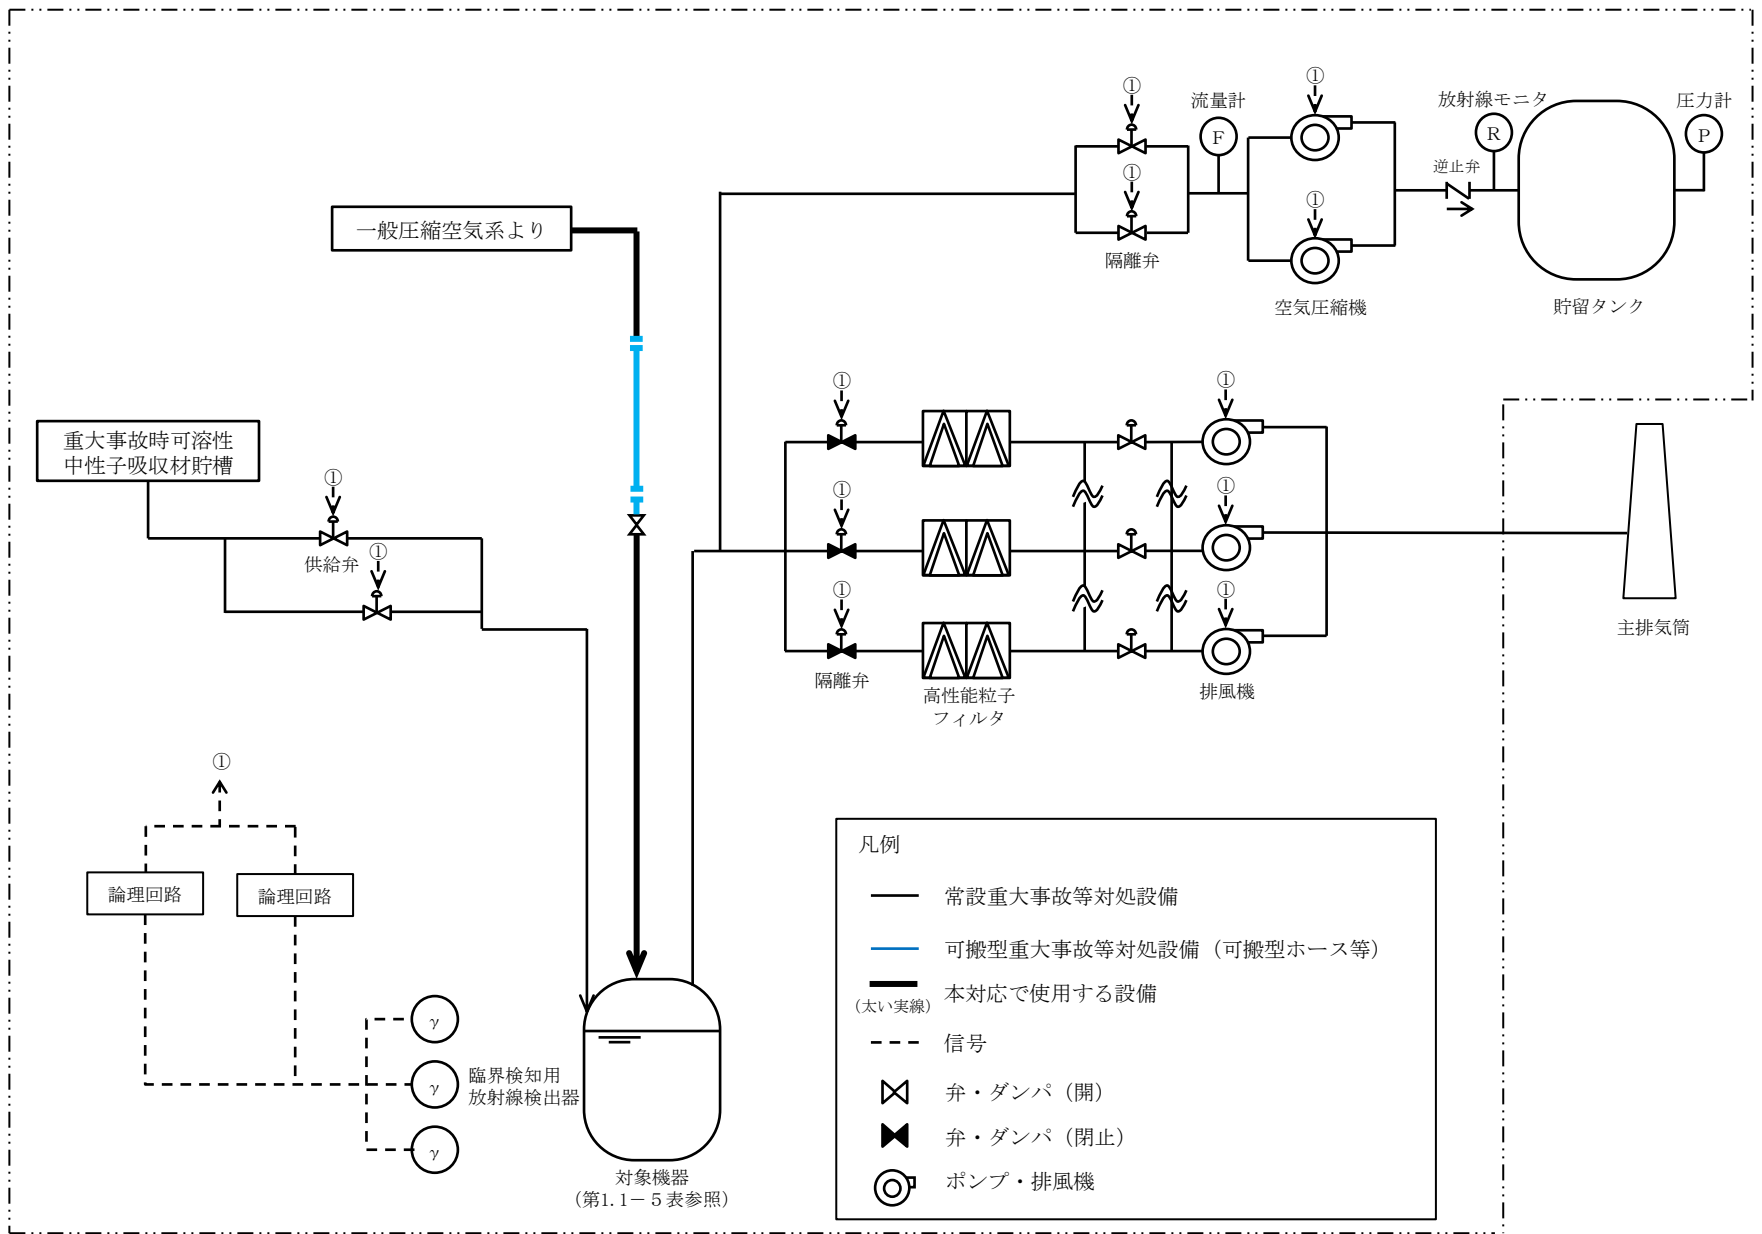 ①
①
流量計
F
①
①
放射線モニタ
R
逆止弁
圧力計
P
隔離弁
空気圧縮機
貯留タンク
一般圧縮空気系より
重大事故時可溶性
中性子吸収材貯槽
①
供給弁
①
①
①
①
隔離弁
高性能粒子
フィルタ
①
①
①
排風機
主排気筒
①
論理回路
論理回路
γ
γ
γ
臨界検知用
放射線検出器
対象機器
（第1.1－５表参照）
凡例
常設重大事故等対処設備
可搬型重大事故等対処設備（可搬型ホース等）
本対応で使用する設備
（太い実線）
信号
弁・ダンパ（開）
弁・ダンパ（閉止）
ポンプ・排風機